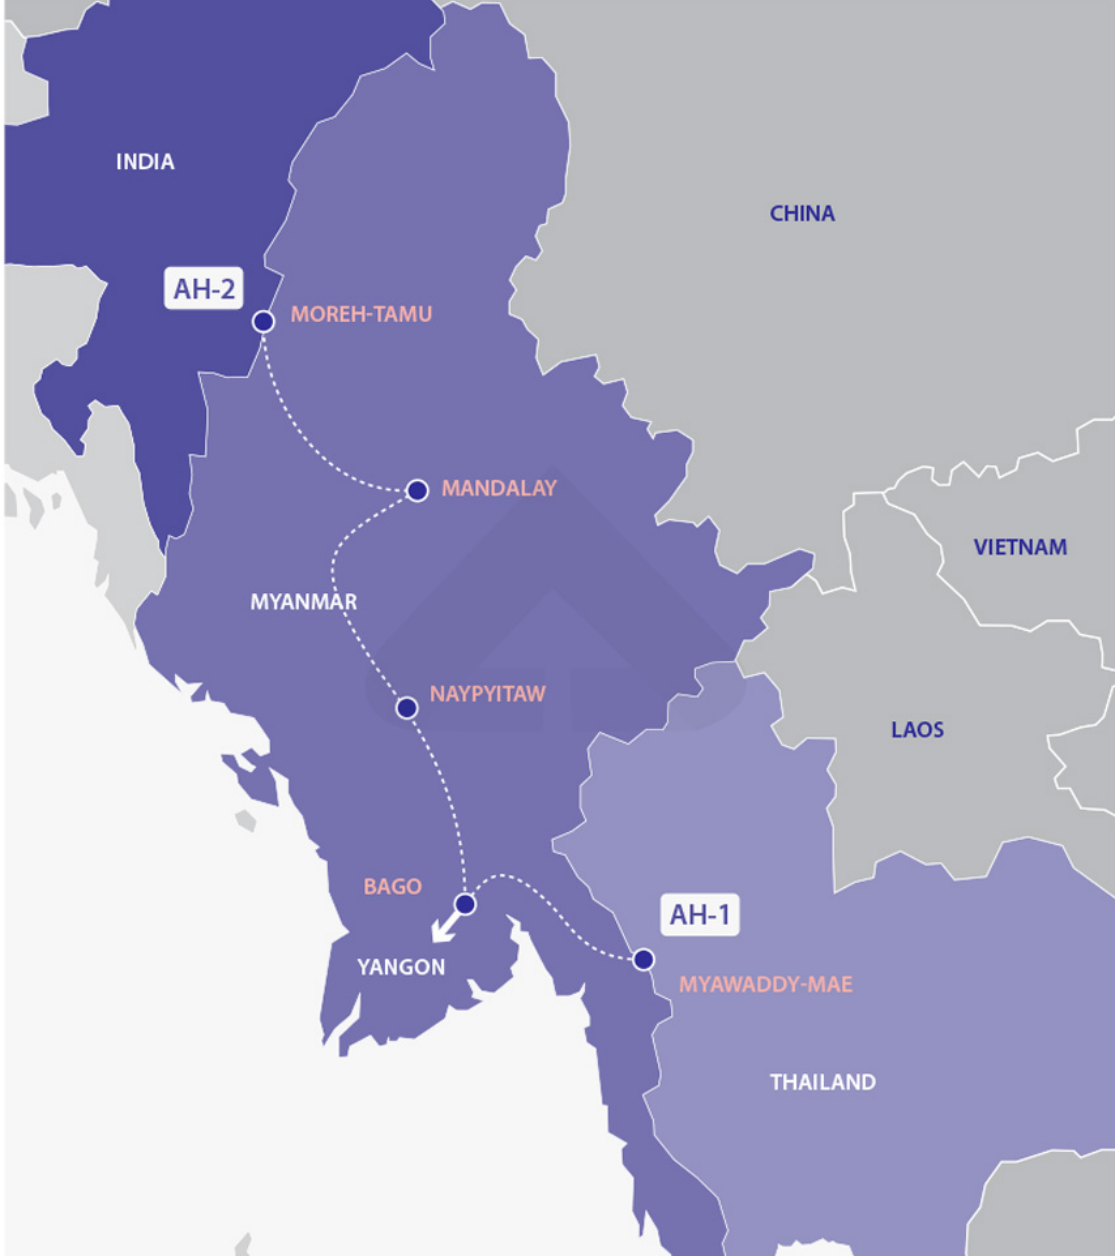 INDIA
CHINA
AH-2
MOREH-TAMU
MANDALAY
VIETNAM
MYANMAR
NAYPYITAW
LAOS
BAGO
AH-1
YANGON
MYAWADDY-MAE
THAILAND